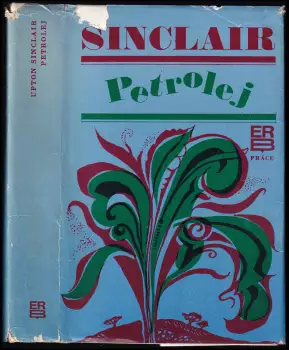 UPTON SINCLAIR
PETROLEJ
ER
B
SINCLAIR
Petrolej
ER
B
PRÁCE